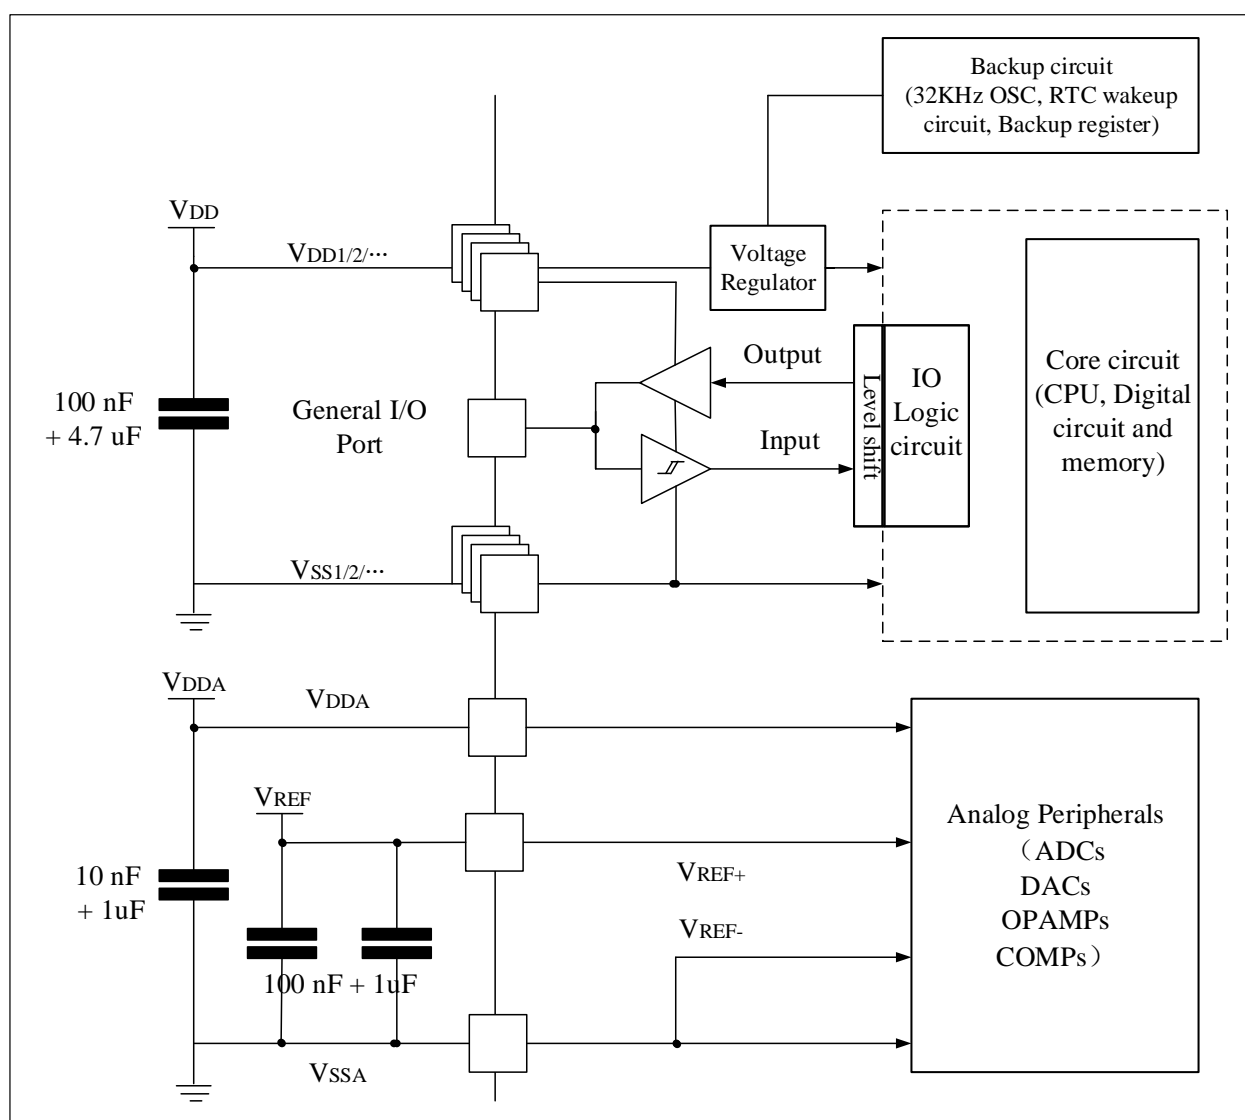 Backup circuit
(32KHz OSC, RTC wakeup
circuit, Backup register)
VDD
VDD1/2/···
Voltage
Regulator
Output
Input
Level shift
IO
Logic
circuit
Core circuit
(CPU, Digital
circuit and
memory)
100 nF
+ 4.7 uF
General I/O
Port
VSS1/2/···
VDDA
VDDA
VREF
VREF+
VREF-
10 nF
+ 1uF
100 nF + 1uF
VSSA
Analog Peripherals
（ADCs
DACs
OPAMPs
COMPs）